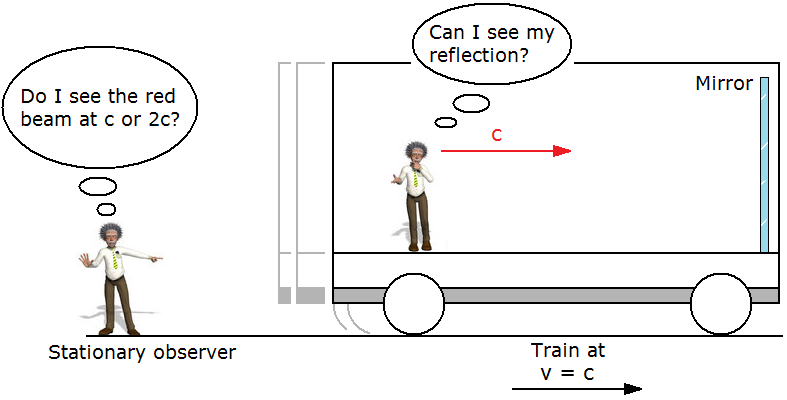 Can I see my
reflection?
Do I see the red
beam at c or 2c?
Mirror
c
Stationary observer
Train at
v = c